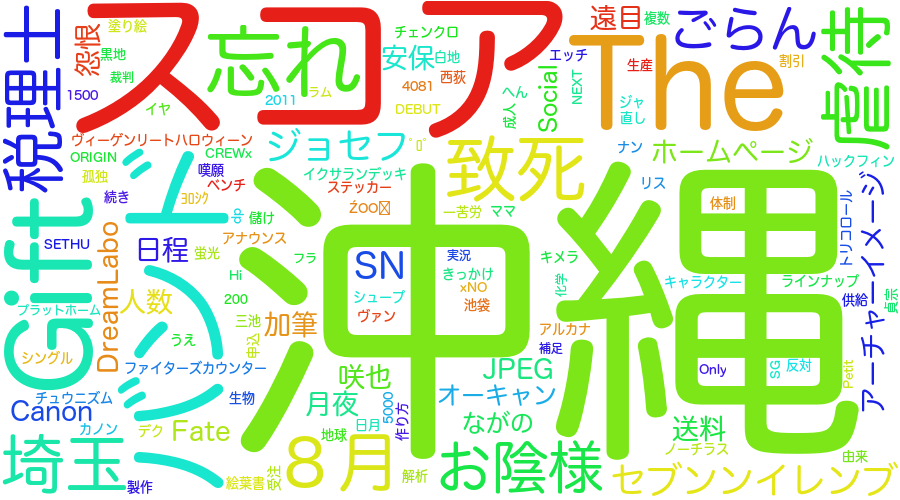 スコア
The
ごらん
虐待
税理士
忘れ
怨恨
塗り絵
黒地
裁判
1500
イヤ
2011
ラム
チェンクロ
安保
白地
4081
西荻
DEBUT
遠目
複数
エッチ
生産
割引
NEXT
Social
へん
成人
ジャ
直し
ヴィーゲンリートハロウィーン
ORIGIN
CREWx
孤独
嘆願
ベンチ
続き
ヨロシク
dp
儲け
ジョセフ
イクサランデッキ
ステッカー
致死
ホームページ
ハックフィン
ナン
リス
体制
一苦労
ママ
Gift
SETHU
日程
蛍光
アナウンス
フラ
Hi
200
DreamLabo
人数
プラットホーム
うえ
三池
申込
加筆
沖縄
SN
実況
きっかけ
xNO
シュープ
池袋
ヴァン
キメラ
化学
キャラクター
ラインナップ
トリコロール
アーチャーイメージ
供給
貞宗
アルカナ
補足
シングル
ファイターズカウンター
チュウニズム
Canon
カノン
デク
Fate
生物
月夜
咲也
JPEG
オーキャン
ながの
日月
5000
作り方
地球
Only
SG
反対
Petit
送料
ノーチラス
由来
埼玉
製作
絵葉書
受注
8月
解析
お陰様
セブンンイレンブ